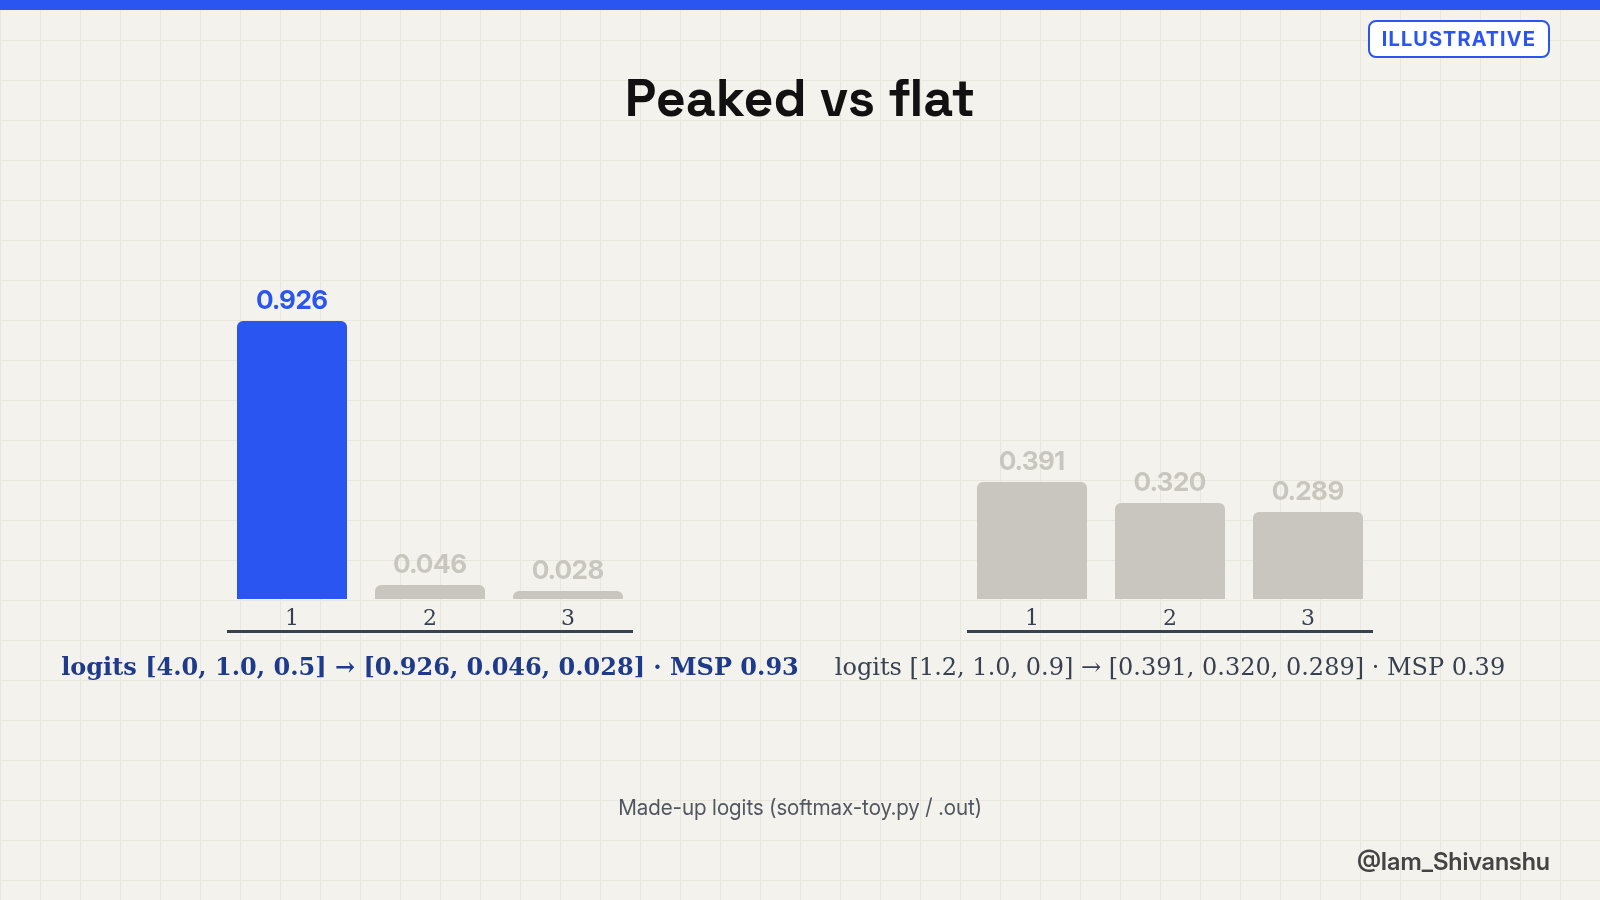 ILLUSTRATIVE
Peaked vs flat
0.926
0.046
0.028
1 2 3
logits [4.0, 1.0, 0.5] → [0.926, 0.046, 0.028] · MSP 0.93
0.391
0.320
0.289
1 2 3
logits [1.2, 1.0, 0.9] → [0.391, 0.320, 0.289] · MSP 0.39
Made-up logits (softmax-toy.py / .out)
@Iam_Shivanshu